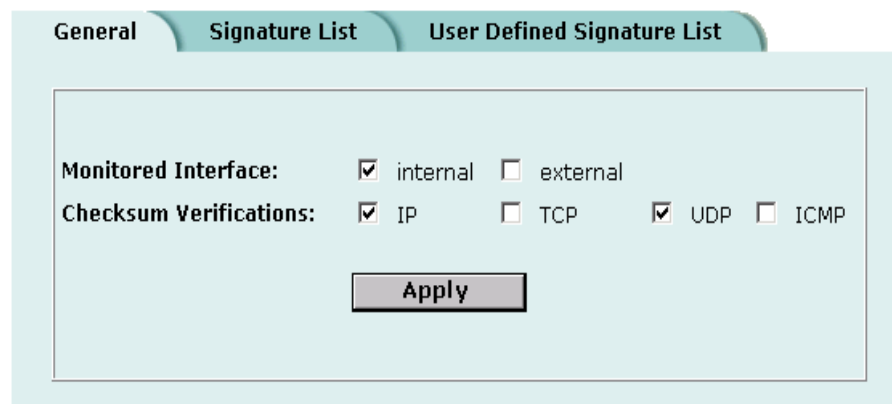 General Signature List User Defined Signature List
Monitored Interface: internal external
Checksum Verifications: IP TCP UDP ICMP
Apply